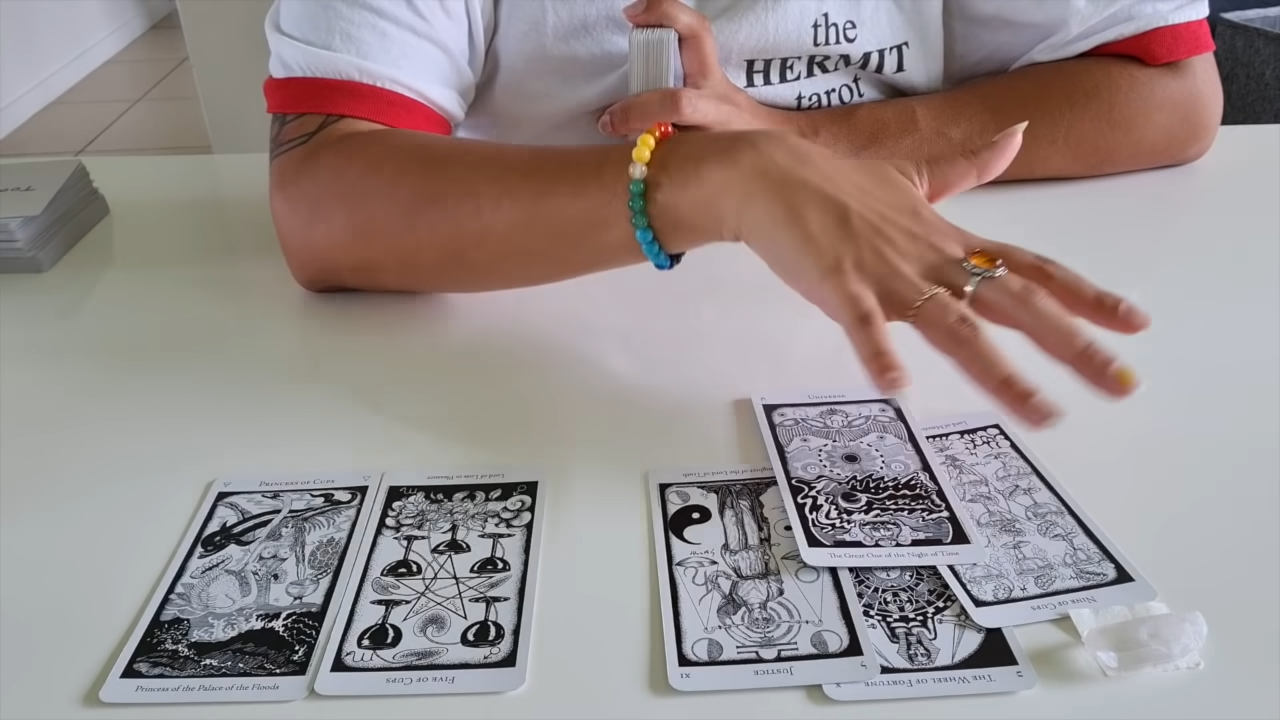 the
HERMIT
tarot
PRINCESS OF CUPS
Princess of the Palace of the Floods
Lord of Loss in Pleasure
FIVE OF CUPS
of the Lord of Truth
XI
JUSTICE
UNIVERSE
The Great One of the Night of Time
THE WHEEL OF FORTUNE
X
NINE OF CUPS